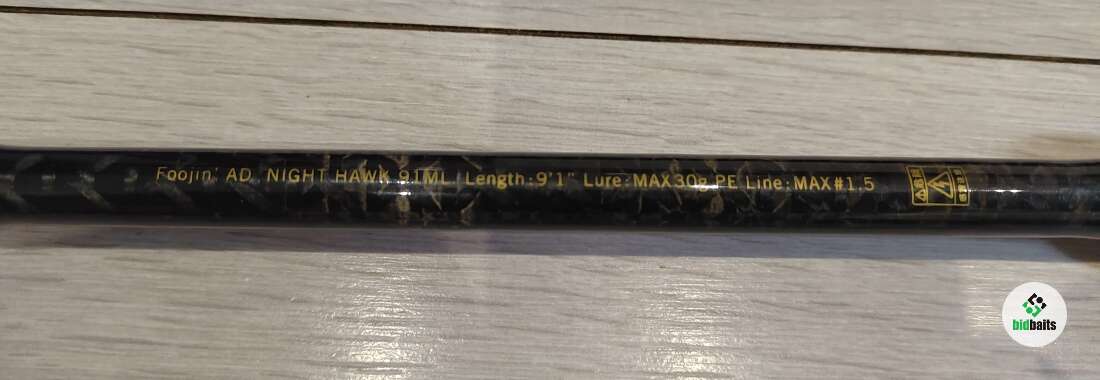 Foojin' AD NIGHT HAWK 91ML Length:9'1" Lure:MAX30g PE Line:MAX#1.5
bidbaits